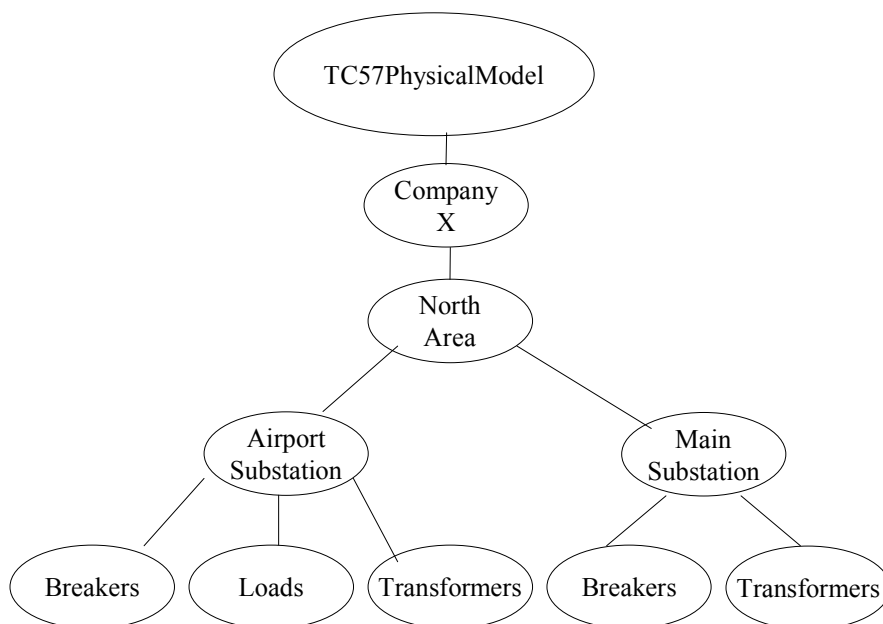 TC57PhysicalModel
Company
X
North
Area
Airport
Substation
Main
Substation
Breakers
Loads
Transformers
Breakers
Transformers